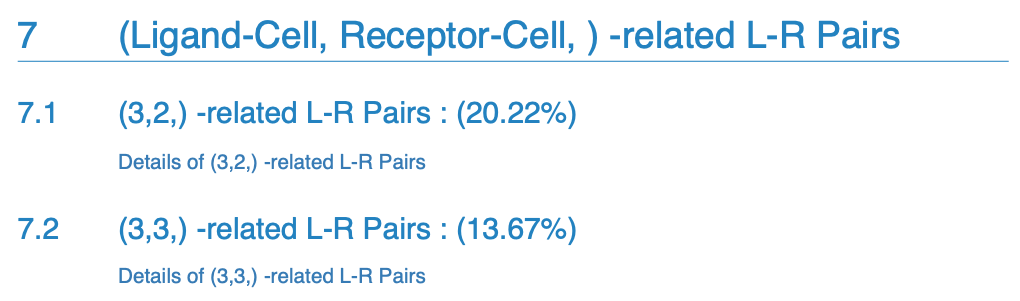 7 (Ligand-Cell, Receptor-Cell, ) -related L-R Pairs
7.1 (3,2,) -related L-R Pairs : (20.22%)
Details of (3,2,) -related L-R Pairs
7.2 (3,3,) -related L-R Pairs : (13.67%)
Details of (3,3,) -related L-R Pairs